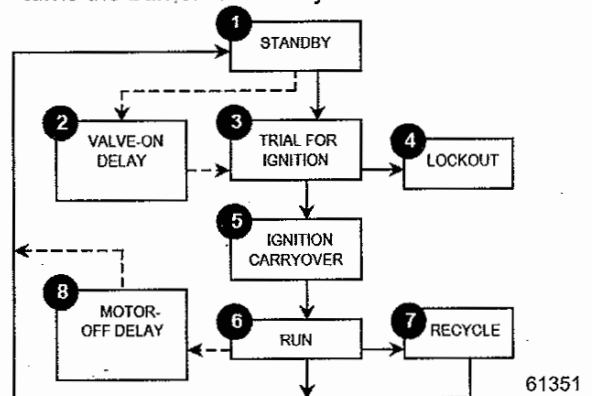 1
STANDBY
2
VALVE-ON
DELAY
3
TRIAL FOR
IGNITION
4
LOCKOUT
5
IGNITION
CARRYOVER
8
MOTOR-
OFF DELAY
6
RUN
7
RECYCLE
61351